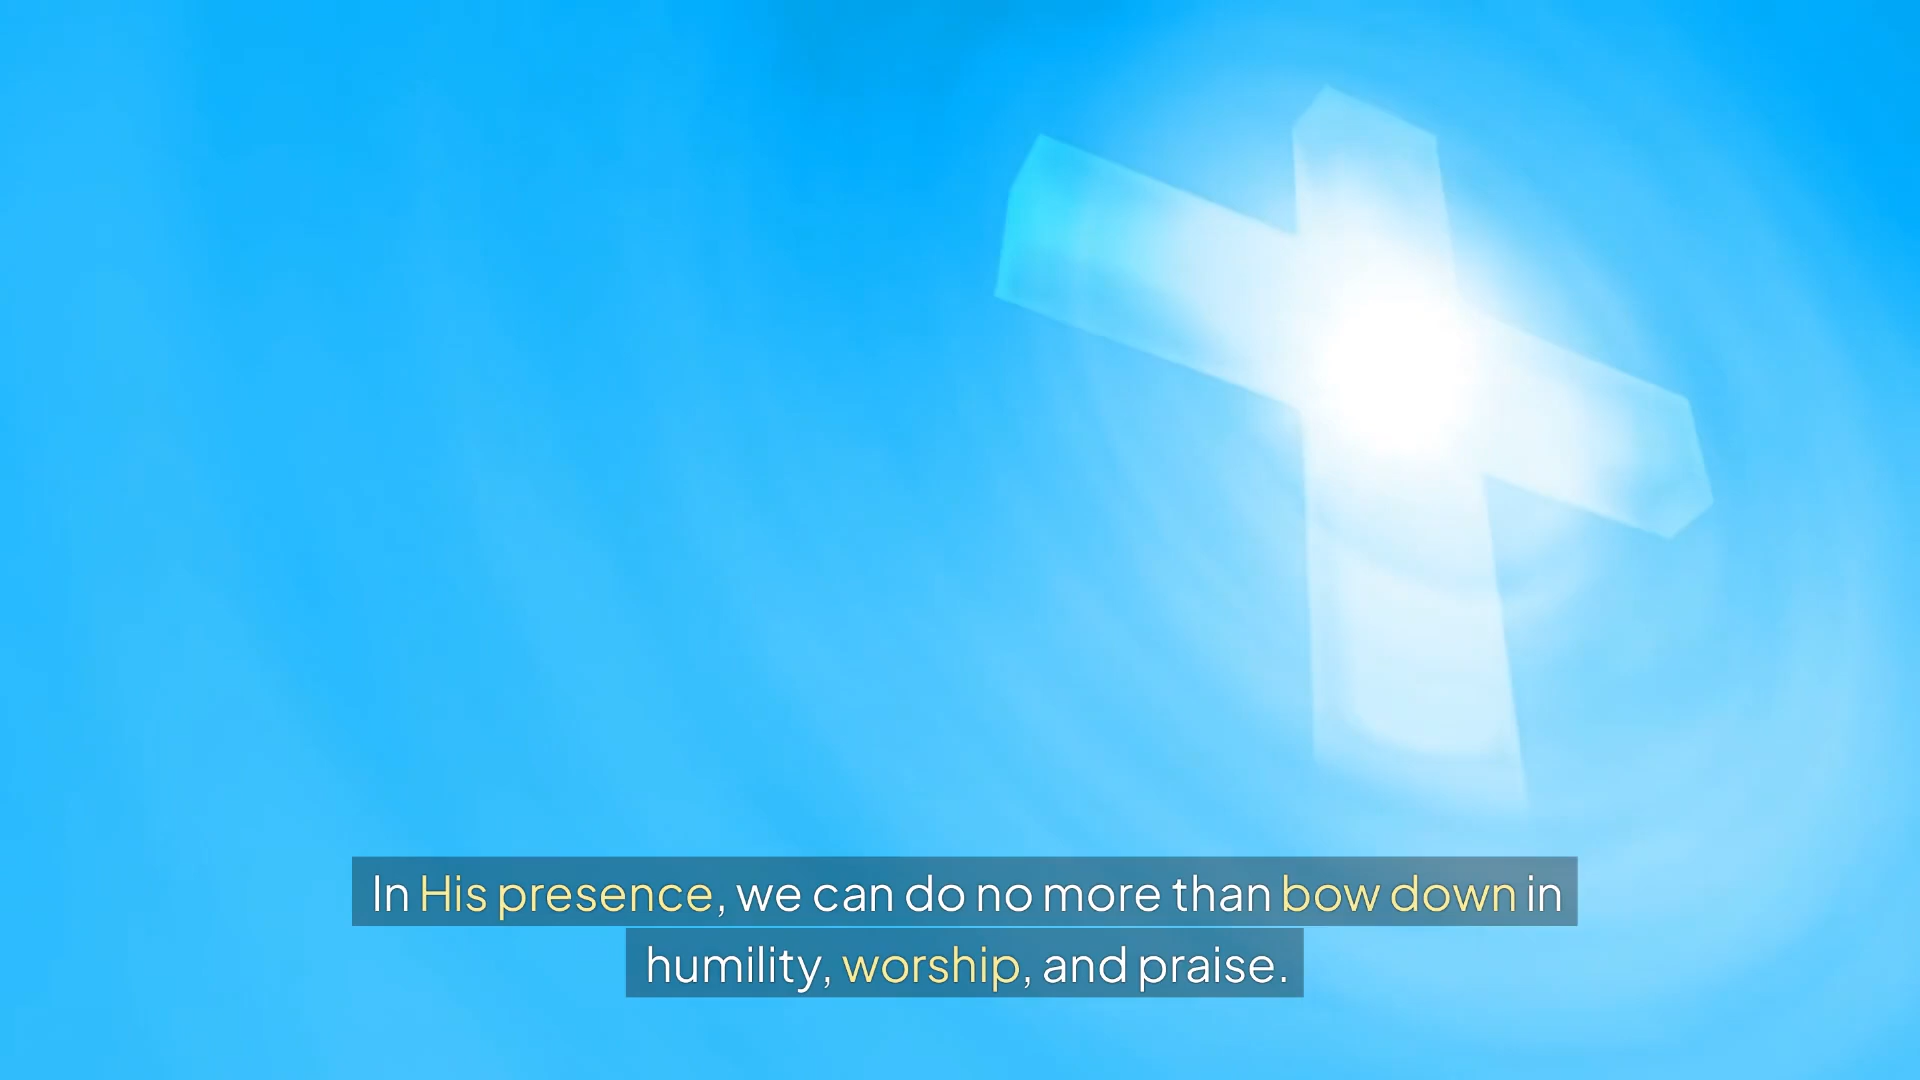 In His presence, we can do no more than bow down in
humility, worship, and praise.